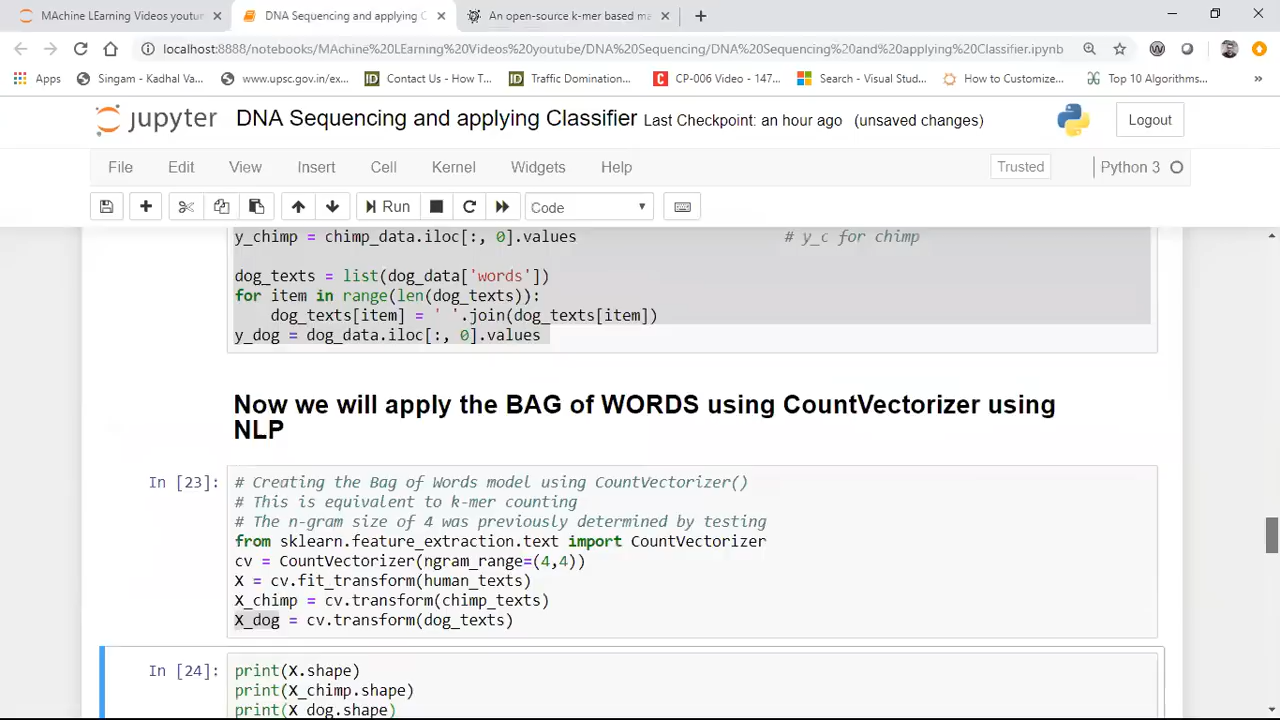 MAchine LEarning Videos youtu
DNA Sequencing and applying C
An open-source k-mer based ma
localhost:8888/notebooks/MAchine%20LEarning%20Videos%20youtube/DNA%20Sequencing/DNA%20Sequencing%20and%20applying%20Classifier.ipynb
Apps
Singam - Kadhal Va...
www.upsc.gov.in/ex...
Contact Us - How T...
Traffic Domination...
CP-006 Video - 147...
Search - Visual Stud...
How to Customize...
Top 10 Algorithms...
jupyter DNA Sequencing and applying Classifier Last Checkpoint: an hour ago (unsaved changes)
Logout
File Edit View Insert Cell Kernel Widgets Help
Trusted
Python 3
Run
Code
y_chimp = chimp_data.iloc[:, 0].values # y_c for chimp
dog_texts = list(dog_data['words'])
for item in range(len(dog_texts)):
dog_texts[item] = ' '.join(dog_texts[item])
y_dog = dog_data.iloc[:, 0].values
Now we will apply the BAG of WORDS using CountVectorizer using
NLP
In [23]:
# Creating the Bag of Words model using CountVectorizer()
# This is equivalent to k-mer counting
# The n-gram size of 4 was previously determined by testing
from sklearn.feature_extraction.text import CountVectorizer
cv = CountVectorizer(ngram_range=(4,4))
X = cv.fit_transform(human_texts)
X_chimp = cv.transform(chimp_texts)
X_dog = cv.transform(dog_texts)
In [24]:
print(X.shape)
print(X_chimp.shape)
print(X_dog.shape)